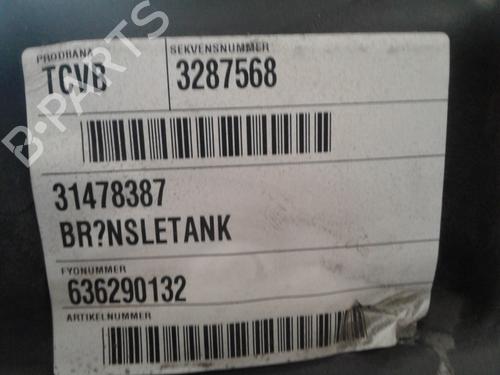 PRODBANA SEKVENSNUMMER
TCVB 3287568
31478387
BR?NSLETANK
FYONUMMER
636290132
ARTIKELNUMMER
B-PARTS